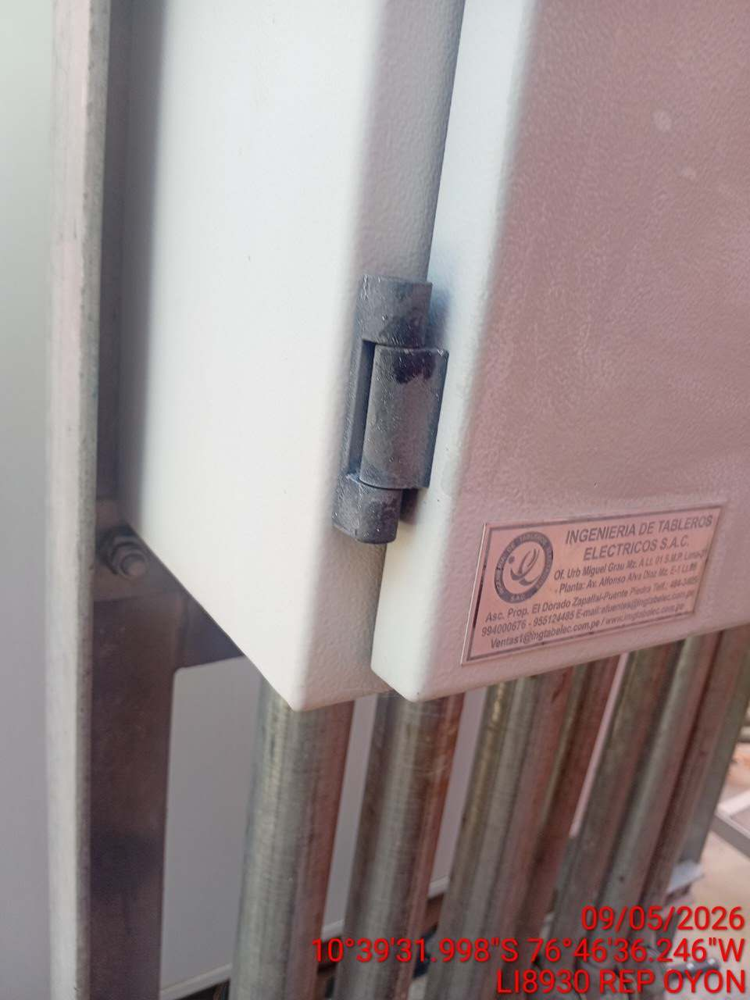 INGENIERIA DE TABLEROS
ELECTRICOS S.A.C.
Of. Urb Miguel Grau Mz. A Lt. 01 S.M.P. Lima-
Planta: Av. Alfonso Alva Diaz Mz. E-1 Lt.
Asc. Prop. El Dorado Zapallal-Puente Piedra Telf.: 484-3405
994000676 - 955124485 E-mail:afuentes@ingtabelec.com.pe
Ventas1@ingtabelec.com.pe / www.ingtabelec.com.pe
09/05/2026
10°39'31.998"S 76°46'36.246"W
LI8930 REP OYON